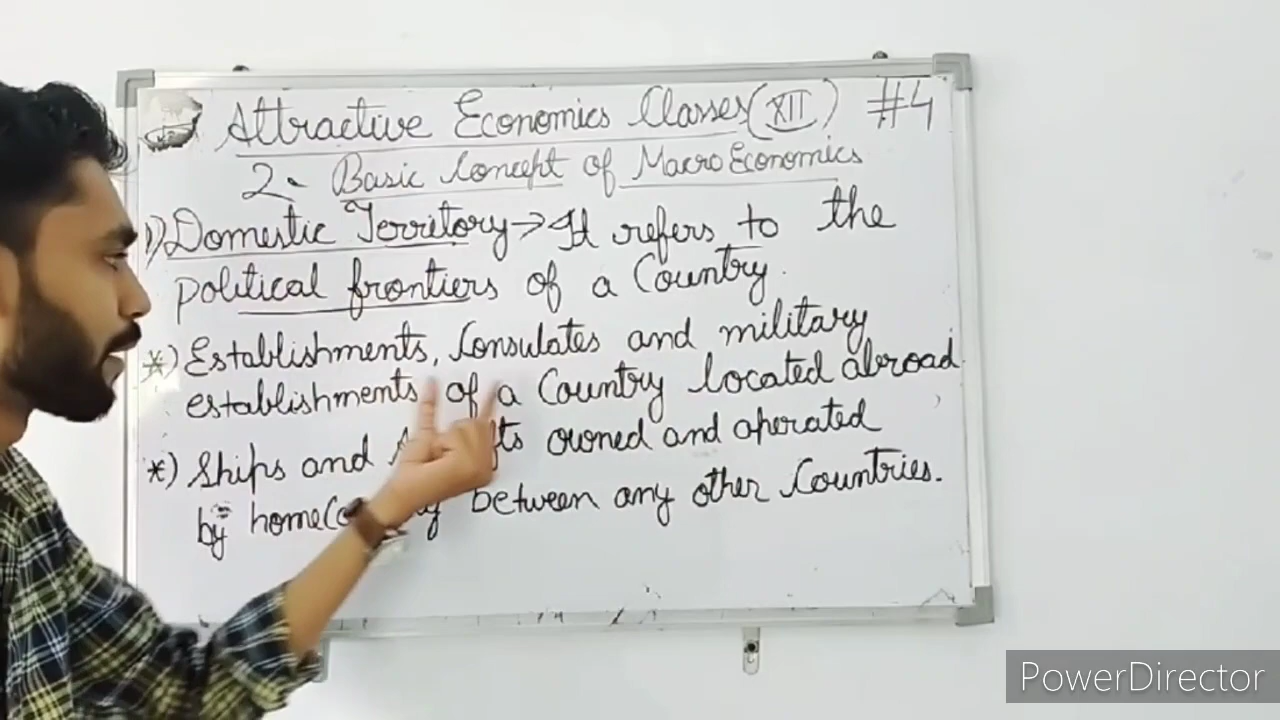 Attractive Economics Classes (XII) #4
2. Basic Concept of Macro Economics
1) Domestic Territory → It refers to the
political frontiers of a Country.
*) Establishments, Consulates and military
establishments of a Country located abroad.
*) Ships and owned and operated
by between any other Countries.
PowerDirector